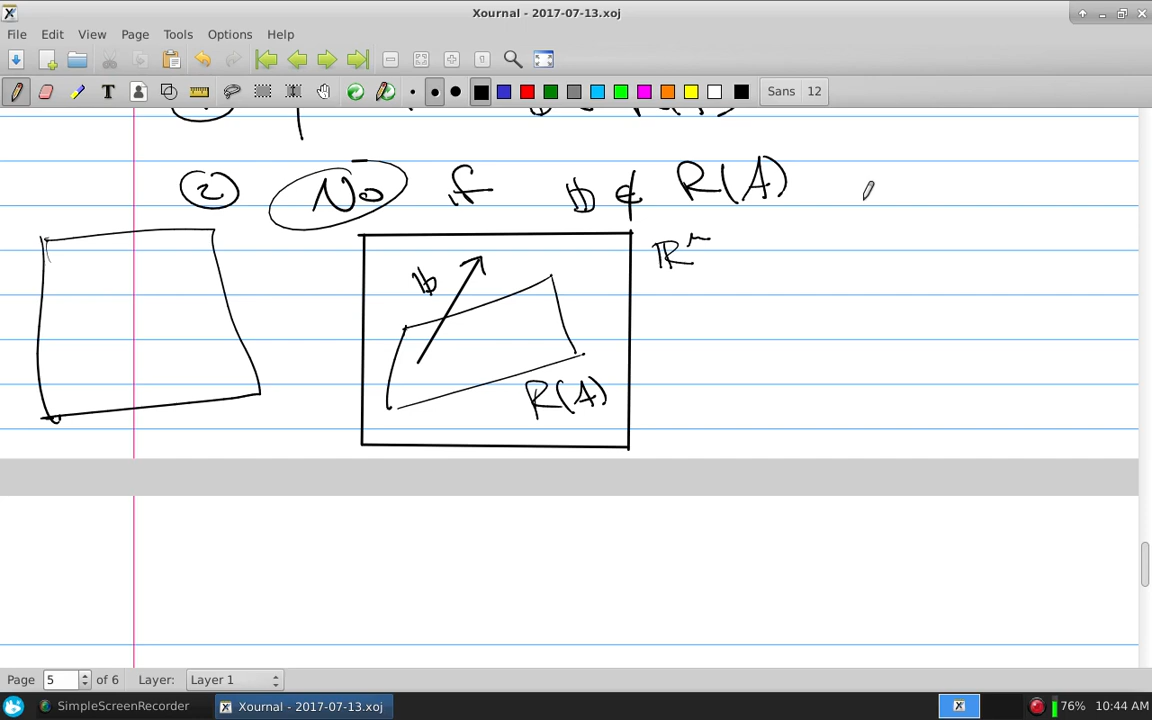 Xournal - 2017-07-13.xoj
File Edit View Page Tools Options Help
Sans 12
② No if b ∉ R(A)
ℝᵐ
b
R(A)
Page 5 of 6 Layer: Layer 1
SimpleScreenRecorder Xournal - 2017-07-13.xoj 76% 10:44 AM